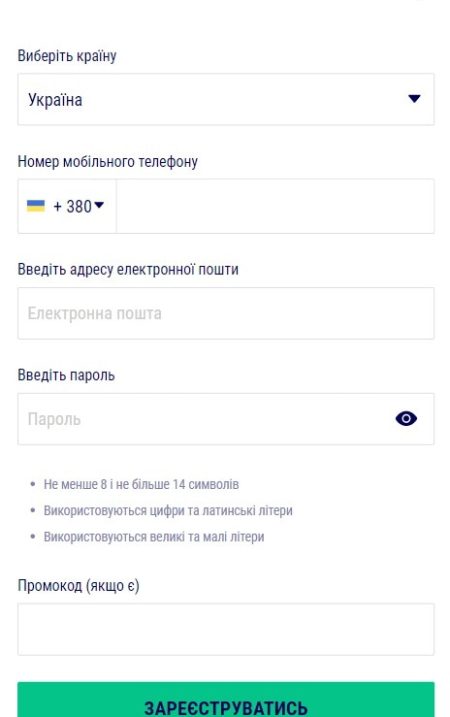 Виберіть країну
Україна
Номер мобільного телефону
+ 380
Введіть адресу електронної пошти
Електронна пошта
Введіть пароль
Пароль
Не менше 8 і не більше 14 символів
Використовуються цифри та латинські літери
Використовуються великі та малі літери
Промокод (якщо є)
ЗАРЕЄСТРУВАТИСЬ